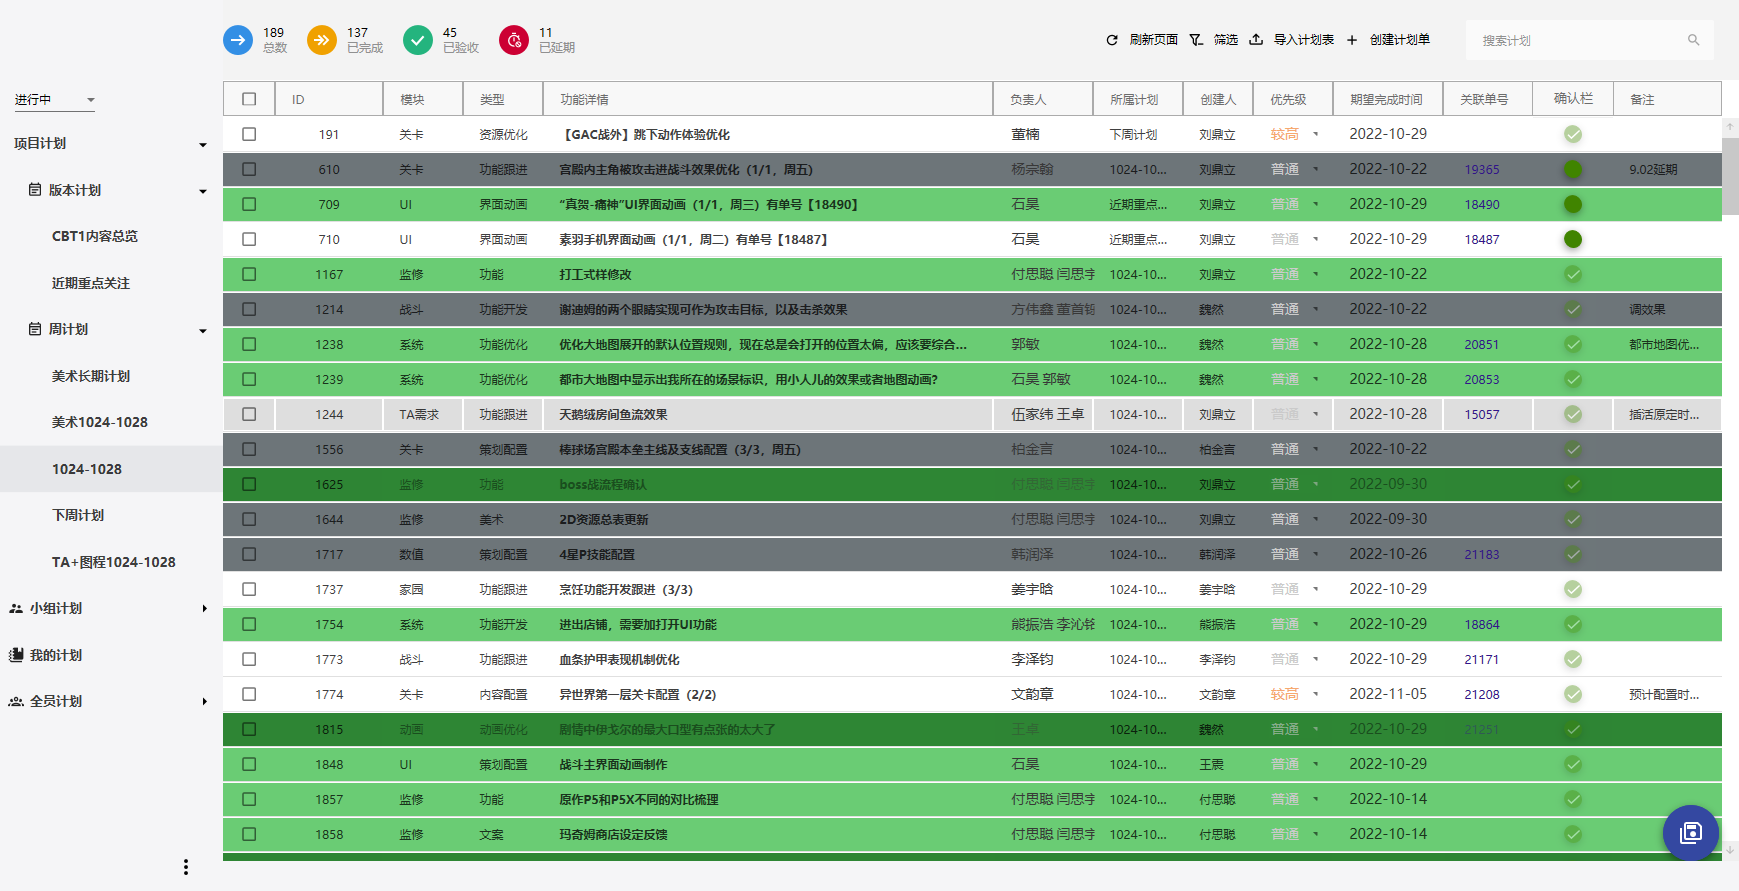 189 总数
137 已完成
45 已验收
11 已延期
刷新页面 筛选 导入计划表 创建计划单
搜索计划
进行中
项目计划
版本计划
CBT1内容总览
近期重点关注
周计划
美术长期计划
美术1024-1028
1024-1028
下周计划
TA+图程1024-1028
小组计划
我的计划
全员计划
ID 模块 类型 功能详情 负责人 所属计划 创建人 优先级 期望完成时间 关联单号 确认栏 备注
191 关卡 资源优化 【GAC战外】跳下动作体验优化 董楠 下周计划 刘鼎立 较高 2022-10-29
610 关卡 功能跟进 宫殿内主角被攻击进战斗效果优化（1/1，周五） 杨宗翰 1024-10... 刘鼎立 普通 2022-10-22 19365 9.02延期
709 UI 界面动画 “真贺-痛神”UI界面动画（1/1，周三）有单号【18490】 石昊 近期重点... 刘鼎立 普通 2022-10-29 18490
710 UI 界面动画 素羽手机界面动画（1/1，周二）有单号【18487】 石昊 近期重点... 刘鼎立 普通 2022-10-29 18487
1167 监修 功能 打工式样修改 付思聪 闫思宇 1024-10... 刘鼎立 普通 2022-10-22
1214 战斗 功能开发 谢迪姆的两个眼睛实现可作为攻击目标，以及击杀效果 方伟鑫 董首 1024-10... 魏然 普通 2022-10-22 调效果
1238 系统 功能优化 优化大地图展开的默认位置规则，现在总是会打开的位置太偏，应该要综合... 郭敏 1024-10... 魏然 普通 2022-10-28 20851 都市地图优...
1239 系统 功能优化 都市大地图中显示出我所在的场景标识，用小人儿的效果或者地图动画? 石昊 郭敏 1024-10... 魏然 普通 2022-10-28 20853
1244 TA需求 功能跟进 天鹅绒房间鱼流效果 伍家纬 王卓 1024-10... 刘鼎立 普通 2022-10-28 15057 插活原定时...
1556 关卡 策划配置 棒球场宫殿本垒主线及支线配置（3/3，周五） 柏金言 1024-10... 柏金言 普通 2022-10-22
1625 监修 功能 boss战流程确认 付思聪 闫思宇 1024-10... 刘鼎立 普通 2022-09-30
1644 监修 美术 2D资源总表更新 付思聪 闫思宇 1024-10... 刘鼎立 普通 2022-09-30
1717 数值 策划配置 4星P技能配置 韩润泽 1024-10... 韩润泽 普通 2022-10-26 21183
1737 家园 功能跟进 烹饪功能开发跟进（3/3） 姜宇晗 1024-10... 姜宇晗 普通 2022-10-29
1754 系统 功能开发 进出店铺，需要加打开UI功能 熊振浩 李沁 1024-10... 熊振浩 普通 2022-10-29 18864
1773 战斗 功能跟进 血条护甲表现机制优化 李泽钧 1024-10... 李泽钧 普通 2022-10-29 21171
1774 关卡 内容配置 异世界第一层关卡配置（2/2） 文韵章 1024-10... 文韵章 较高 2022-11-05 21208 预计配置时...
1815 动画 动画优化 剧情中伊戈尔的最大口型有点张的太大了 王卓 1024-10... 魏然 普通 2022-10-29 21251
1848 UI 策划配置 战斗主界面动画制作 石昊 1024-10... 王震 普通 2022-10-29
1857 监修 功能 原作P5和P5X不同的对比梳理 付思聪 闫思宇 1024-10... 付思聪 普通 2022-10-14
1858 监修 文案 玛奇姆商店设定反馈 付思聪 闫思宇 1024-10... 付思聪 普通 2022-10-14